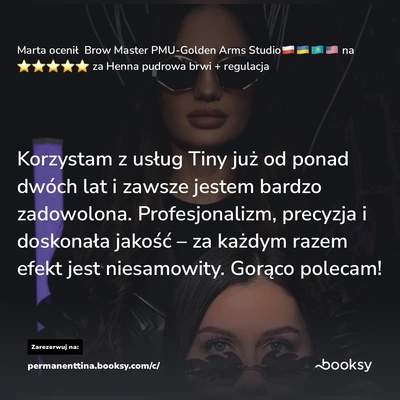 Marta ocenił Brow Master PMU-Golden Arms Studio🇵🇱🇺🇦🇰🇿🇺🇸 na
⭐⭐⭐⭐⭐ za Henna pudrowa brwi + regulacja
Korzystam z usług Tiny już od ponad
dwóch lat i zawsze jestem bardzo
zadowolona. Profesjonalizm, precyzja i
doskonała jakość – za każdym razem
efekt jest niesamowity. Gorąco polecam!
Zarezerwuj na:
permanenttina.booksy.com/c/
booksy